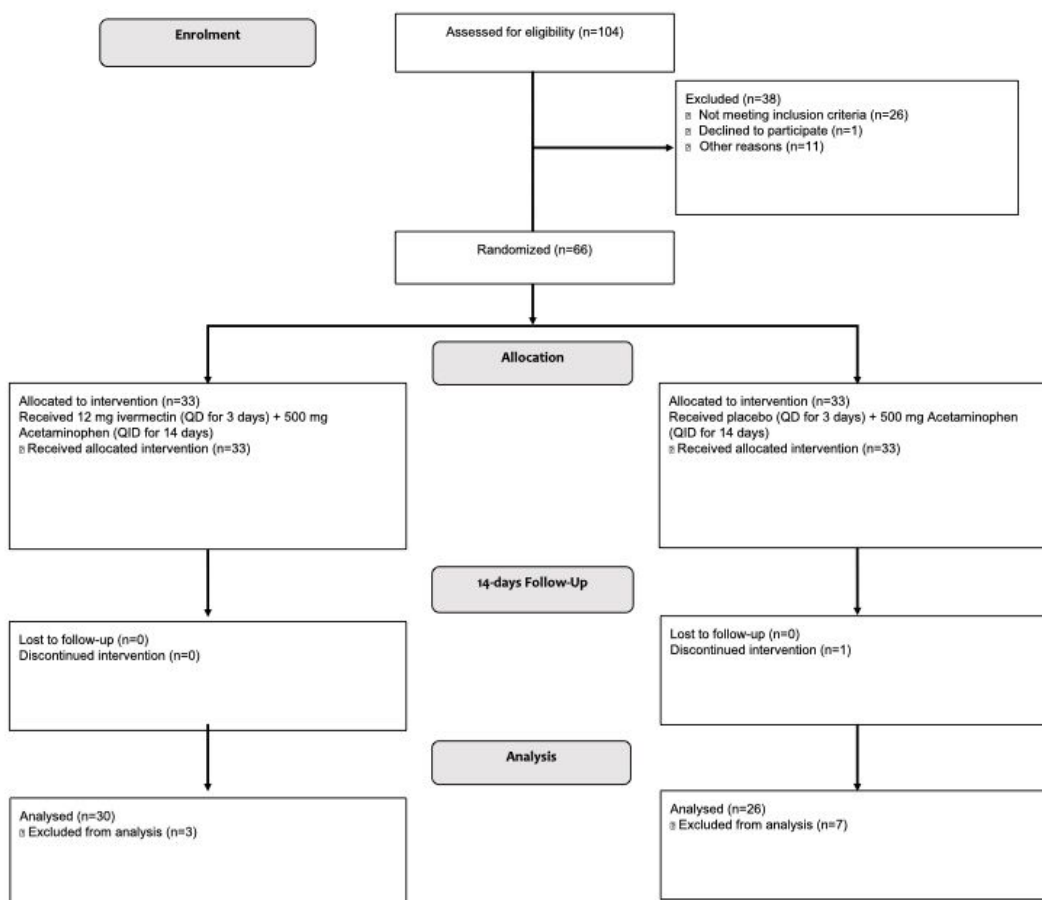 Enrolment
Assessed for eligibility (n=104)
Excluded (n=38)
Not meeting inclusion criteria (n=26)
Declined to participate (n=1)
Other reasons (n=11)
Randomized (n=66)
Allocation
Allocated to intervention (n=33)
Received 12 mg ivermectin (QD for 3 days) + 500 mg
Acetaminophen (QID for 14 days)
Received allocated intervention (n=33)
Allocated to intervention (n=33)
Received placebo (QD for 3 days) + 500 mg Acetaminophen
(QID for 14 days)
Received allocated intervention (n=33)
14-days Follow-Up
Lost to follow-up (n=0)
Discontinued intervention (n=0)
Lost to follow-up (n=0)
Discontinued intervention (n=1)
Analysis
Analysed (n=30)
Excluded from analysis (n=3)
Analysed (n=26)
Excluded from analysis (n=7)